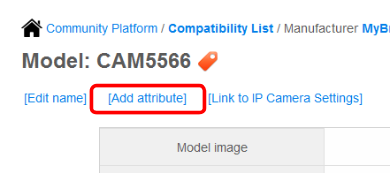 Community Platform / Compatibility List / Manufacturer
Model: CAM5566
[Edit name] [Add attribute] [Link to IP Camera Settings]
Model image